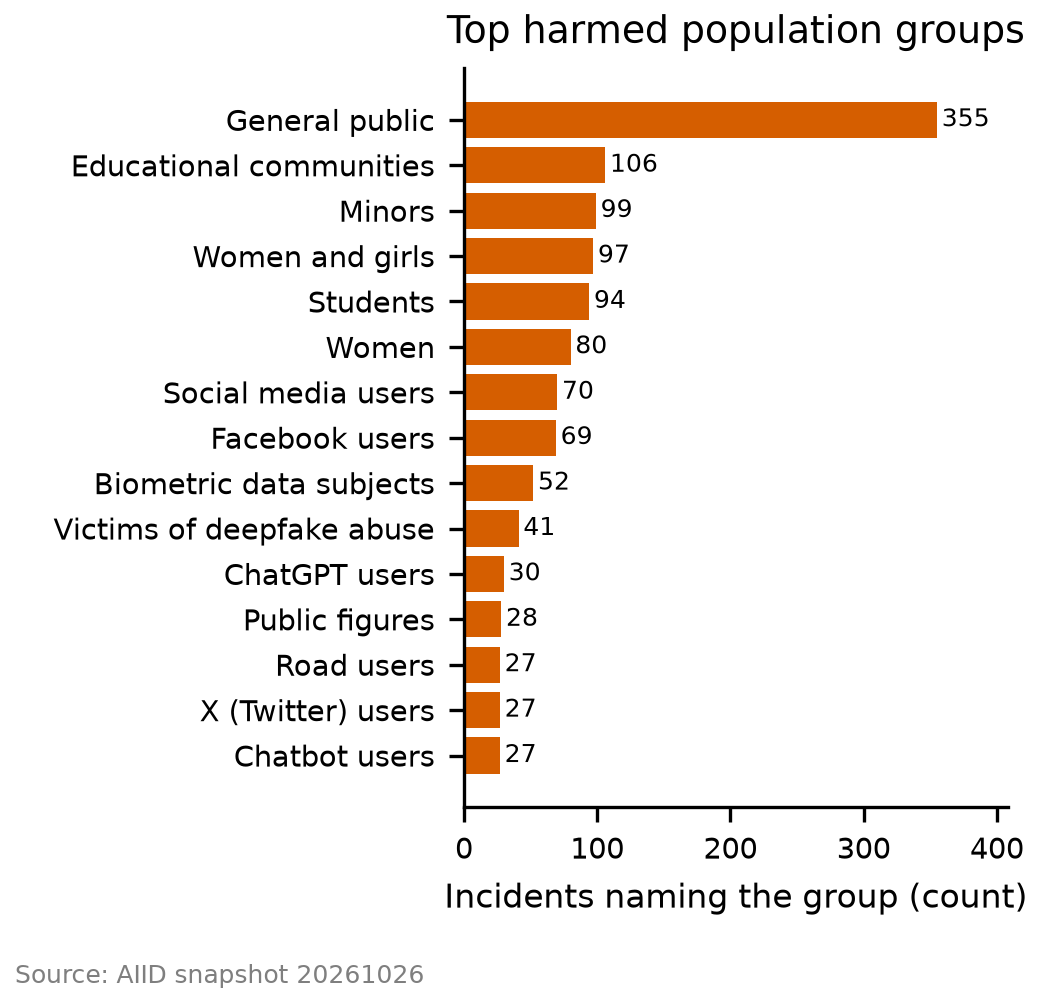 Top harmed population groups
General public 355
Educational communities 106
Minors 99
Women and girls 97
Students 94
Women 80
Social media users 70
Facebook users 69
Biometric data subjects 52
Victims of deepfake abuse 41
ChatGPT users 30
Public figures 28
Road users 27
X (Twitter) users 27
Chatbot users 27
0 100 200 300 400
Incidents naming the group (count)
Source: AIID snapshot 20261026